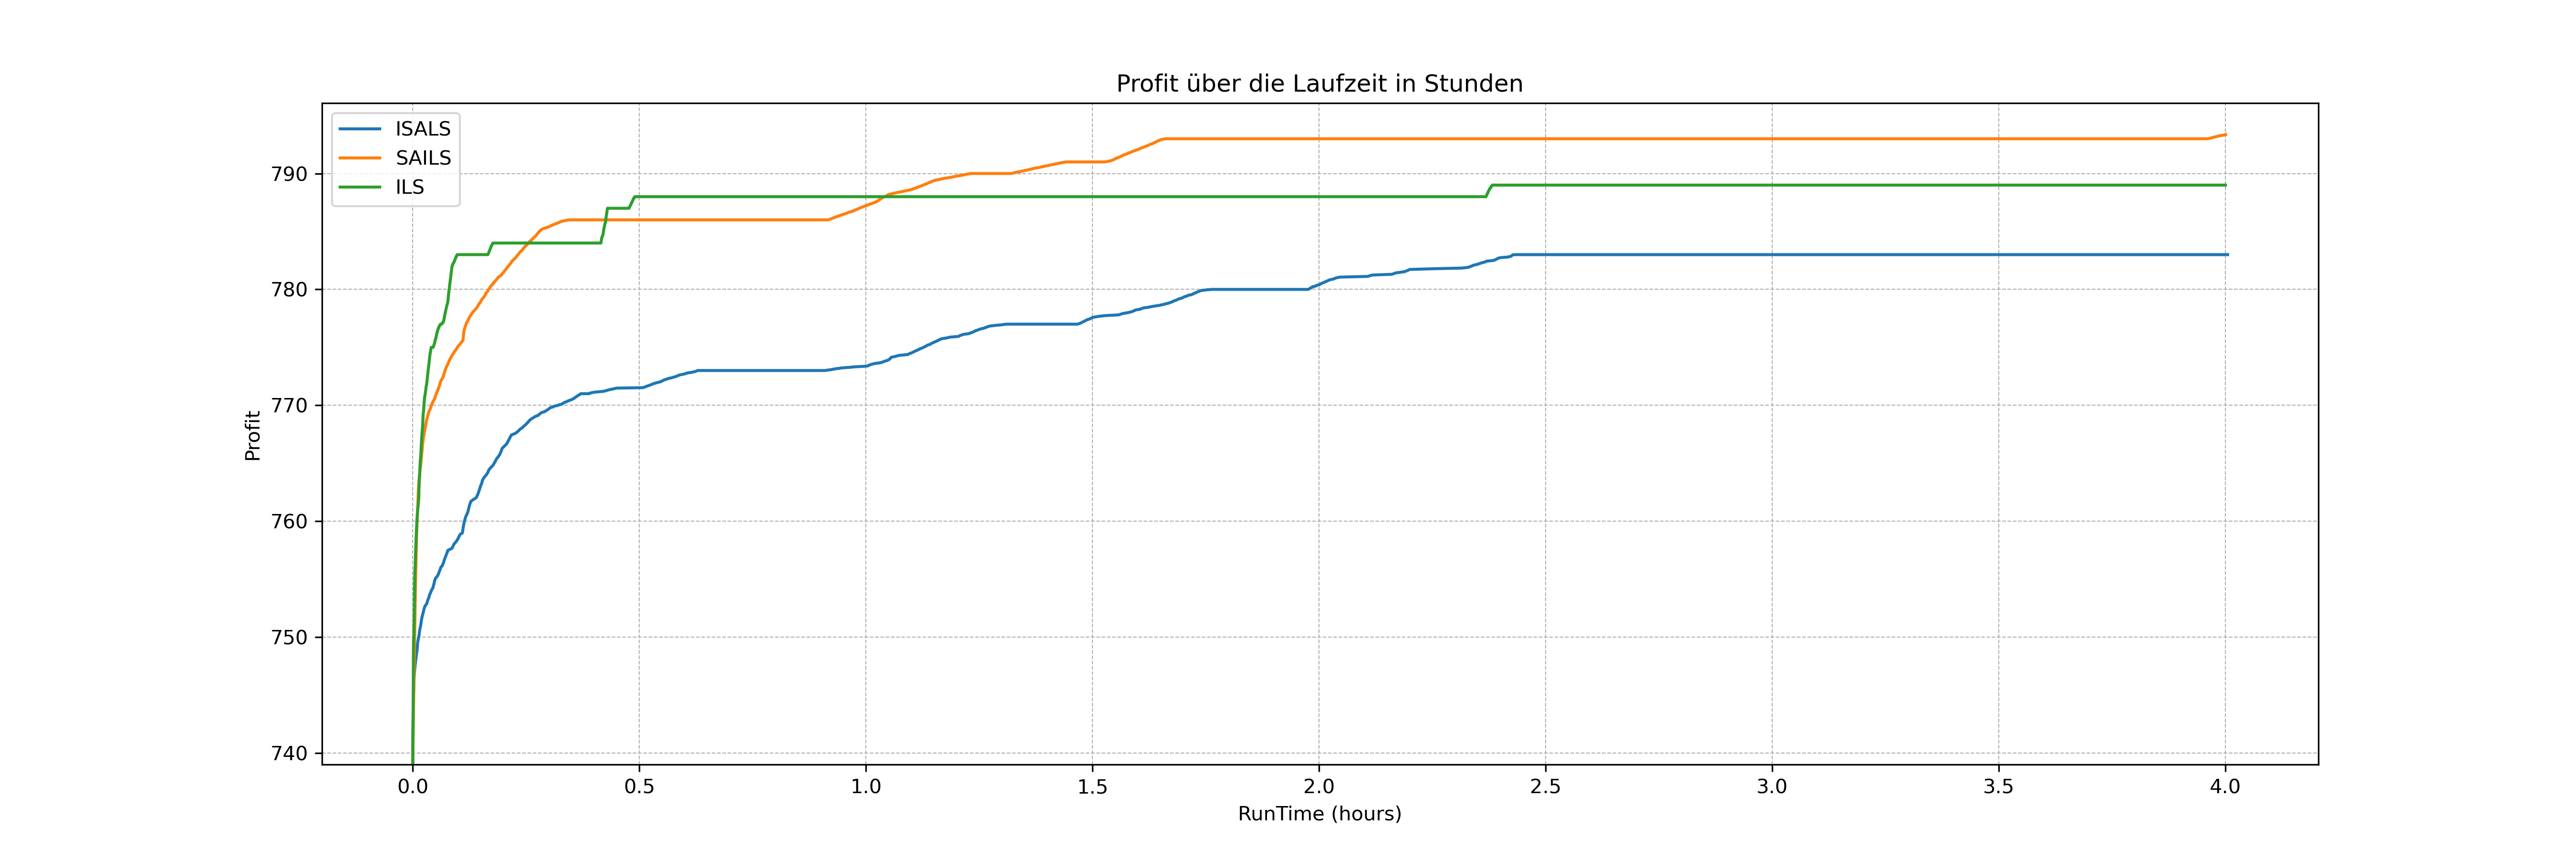 Profit über die Laufzeit in Stunden
ISALS
SAILS
ILS
790
780
770
760
750
740
Profit
0.0 0.5 1.0 1.5 2.0 2.5 3.0 3.5 4.0
RunTime (hours)